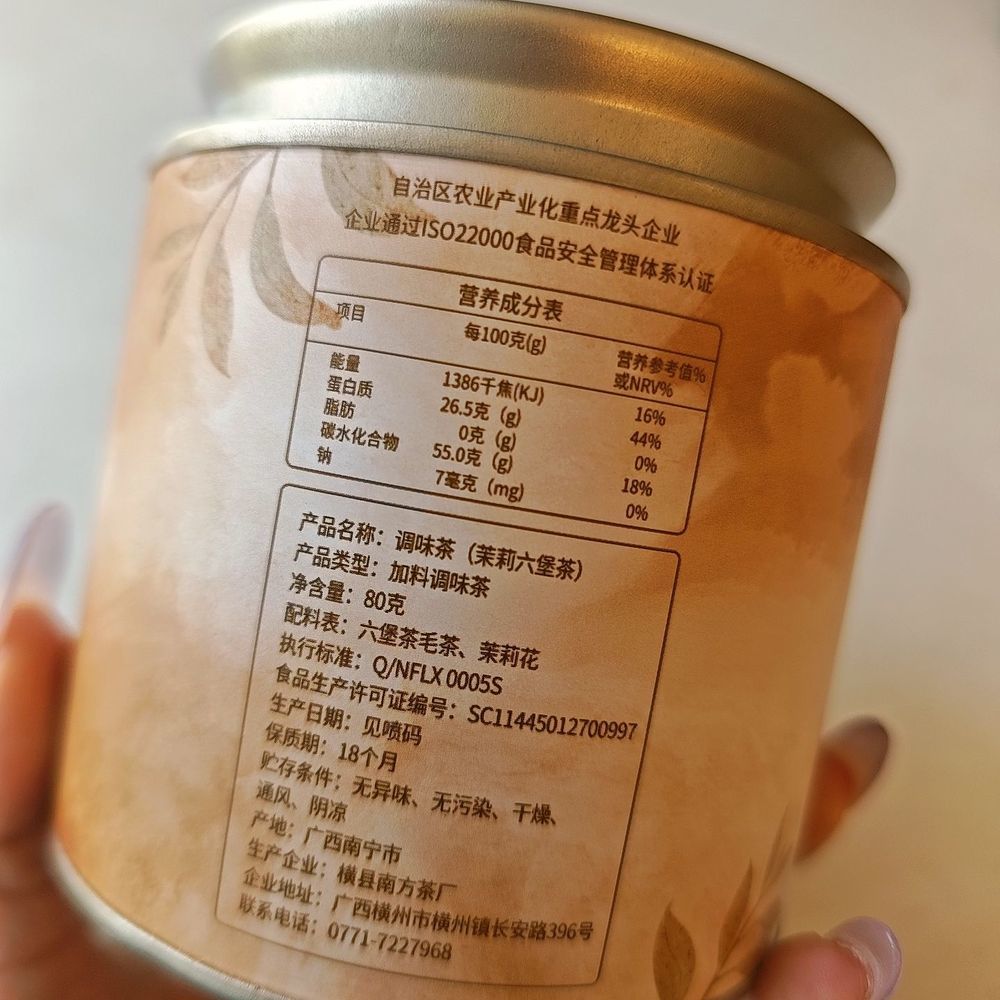 自治区农业产业化重点龙头企业
企业通过ISO22000食品安全管理体系认证
营养成分表
项目 每100克(g) 营养参考值%
或NRV%
能量 1386千焦(KJ) 16%
蛋白质 26.5克 (g) 44%
脂肪 0克 (g) 0%
碳水化合物 55.0克 (g) 18%
钠 7毫克 (mg) 0%
产品名称：调味茶（茉莉六堡茶）
产品类型：加料调味茶
净含量：80克
配料表：六堡茶毛茶、茉莉花
执行标准：Q/NFLX 0005S
食品生产许可证编号：SC11445012700997
生产日期：见喷码
保质期：18个月
贮存条件：无异味、无污染、干燥、
通风、阴凉
产地：广西南宁市
生产企业：横县南方茶厂
企业地址：广西横州市横州镇长安路396号
联系电话：0771-7227968